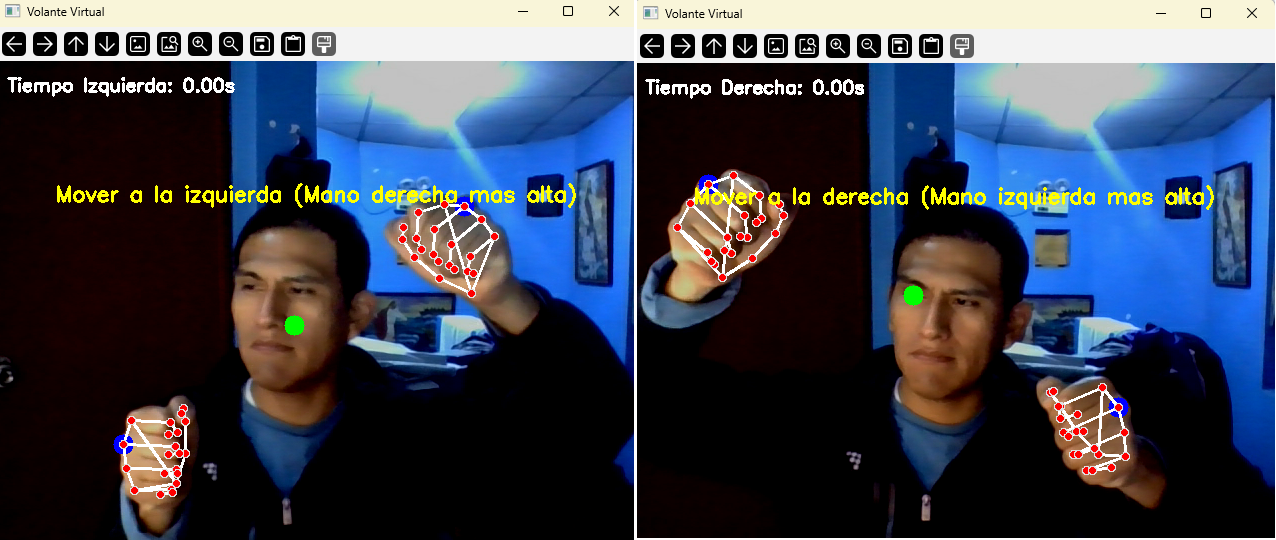 Volante Virtual
Tiempo Izquierda: 0.00s
Mover a la izquierda (Mano derecha mas alta)
Volante Virtual
Tiempo Derecha: 0.00s
Mover a la derecha (Mano izquierda mas alta)